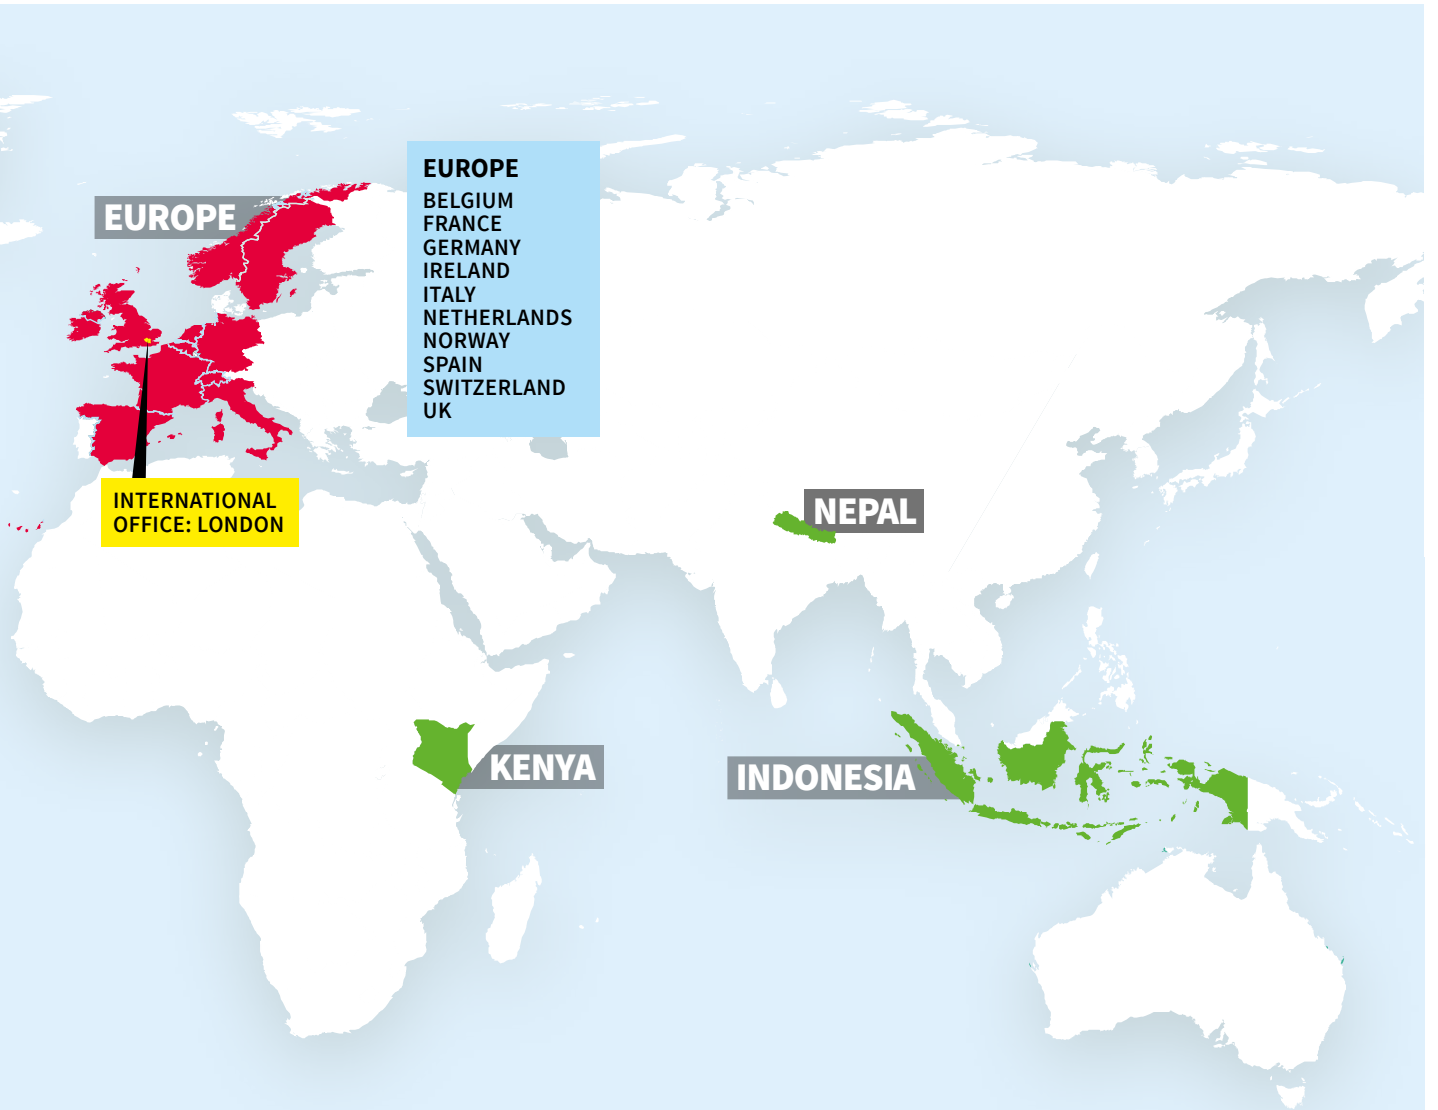 EUROPE
EUROPE
BELGIUM
FRANCE
GERMANY
IRELAND
ITALY
NETHERLANDS
NORWAY
SPAIN
SWITZERLAND
UK
INTERNATIONAL
OFFICE: LONDON
NEPAL
KENYA
INDONESIA